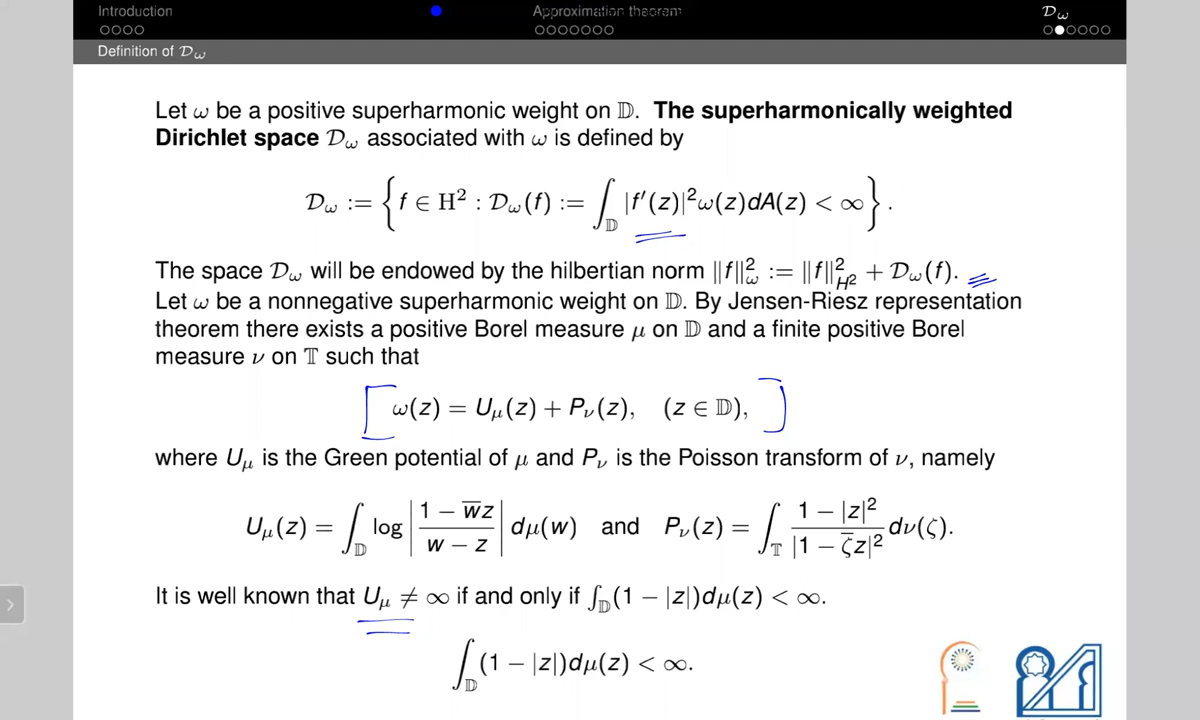 Introduction Approximation theorem 𝒟_ω
Definition of 𝒟_ω
Let ω be a positive superharmonic weight on 𝔻. The superharmonically weighted
Dirichlet space 𝒟_ω associated with ω is defined by
𝒟_ω := { f ∈ H² : 𝒟_ω(f) := ∫_𝔻 |f′(z)|²ω(z)dA(z) < ∞ } .
The space 𝒟_ω will be endowed by the hilbertian norm ‖f‖²_ω := ‖f‖²_{H²} + 𝒟_ω(f).
Let ω be a nonnegative superharmonic weight on 𝔻. By Jensen-Riesz representation
theorem there exists a positive Borel measure μ on 𝔻 and a finite positive Borel
measure ν on 𝕋 such that
ω(z) = U_μ(z) + P_ν(z), (z ∈ 𝔻),
where U_μ is the Green potential of μ and P_ν is the Poisson transform of ν, namely
U_μ(z) = ∫_𝔻 log |(1 − w̅z)/(w − z)| dμ(w) and P_ν(z) = ∫_𝕋 (1 − |z|²)/|1 − ζ̅z|² dν(ζ).
It is well known that U_μ ≠ ∞ if and only if ∫_𝔻(1 − |z|)dμ(z) < ∞.
∫_𝔻 (1 − |z|)dμ(z) < ∞.